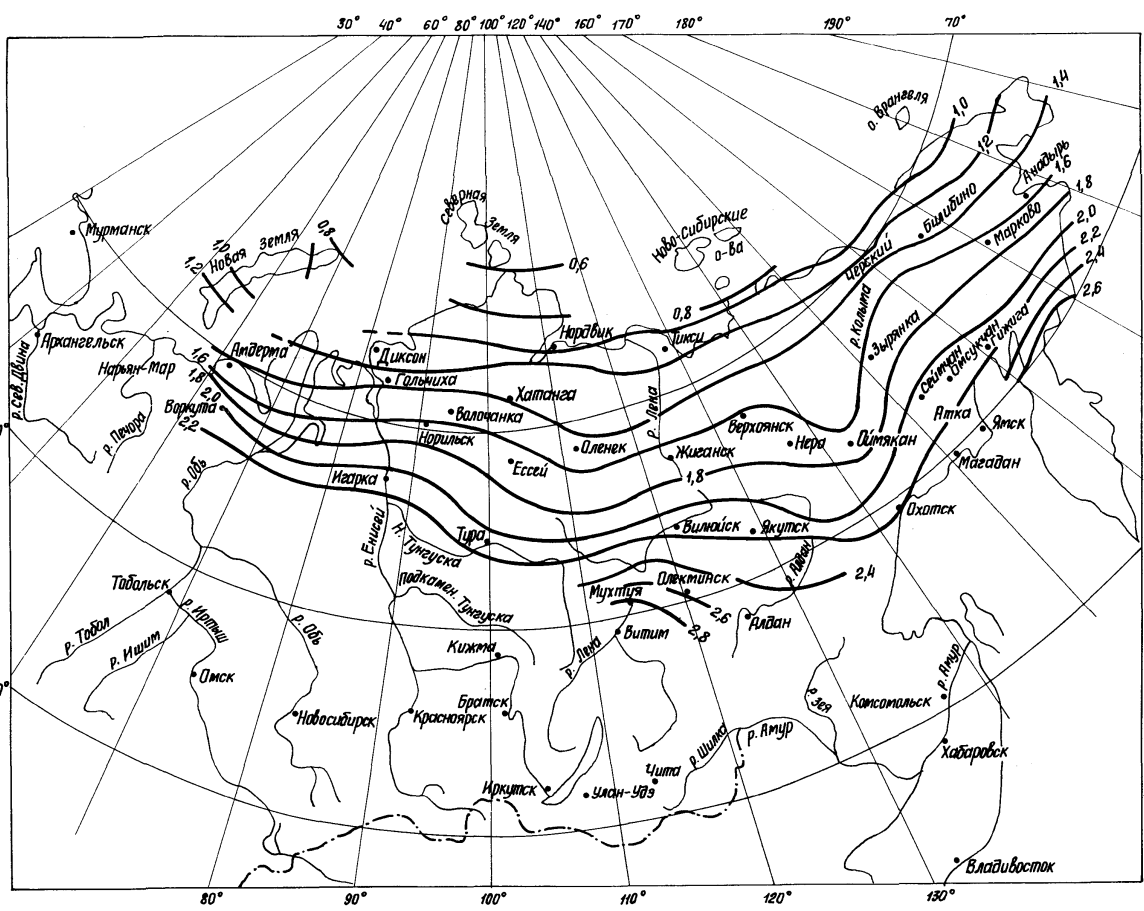 30° 40° 60° 80° 100° 120° 140° 160° 170° 180° 190° 70°
о. Врангеля
1,0
1,4
1,2
Анадырь
1,6
1,8
Северная
Земля
Мурманск
Новая Земля
1,2
1,0
0,8
Ново-Сибирские
о-ва
Билибино
Марково
2,0
2,2
2,4
2,6
0,6
Черский
р. Колыма
0,8
Архангельск
Нордвик
Тикси
Зырянка
Гижига
Омсукчан
Сеймчан
Амдерма
Диксон
1,6
Нарьян-Мар
Гольчиха
1,8
Хатанга
2,0
р. Сев. Двина
Волочанка
р. Лена
Атка
Воркута
Верхоянск
Ямск
2,2
р. Печора
Норильск
Оленек
Жиганск
Нера
Оймякан
Ессей
Магадан
р. Обь
Игарка
1,8
Охотск
р. Енисей
Тура
Вилюйск
Якутск
Н. Тунгуска
р. Алдан
Подкамен. Тунгуска
Олекминск
2,4
Тобольск
Мухтуя
2,6
р. Иртыш
2,8
Алдан
р. Тобол
р. Обь
Витим
р. Ишим
Кижма
р. Лена
р. Амур
Омск
р. Зея
Комсомольск
Новосибирск
Красноярск
Братск
р. Шилка
р. Амур
Хабаровск
Чита
Иркутск
Улан-Удэ
Владивосток
80° 90° 100° 110° 120° 130°